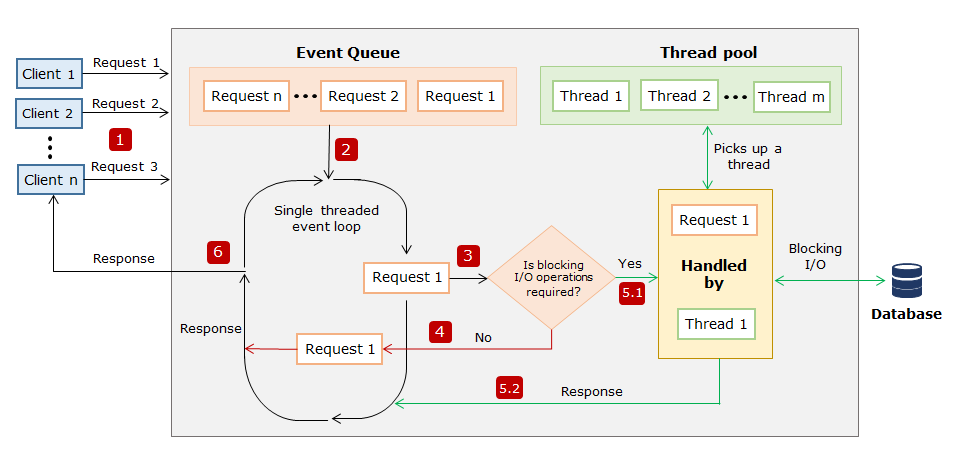 Event Queue
Thread pool
Client 1
Request 1
Client 2
Request 2
1
Client n
Request 3
Request n
Request 2
Request 1
Thread 1
Thread 2
Thread m
2
Picks up a
thread
Single threaded
event loop
6
Response
Request 1
3
Is blocking
I/O operations
required?
Yes
5.1
Request 1
Handled
by
Thread 1
Blocking
I/O
Database
Response
Request 1
4
No
5.2
Response